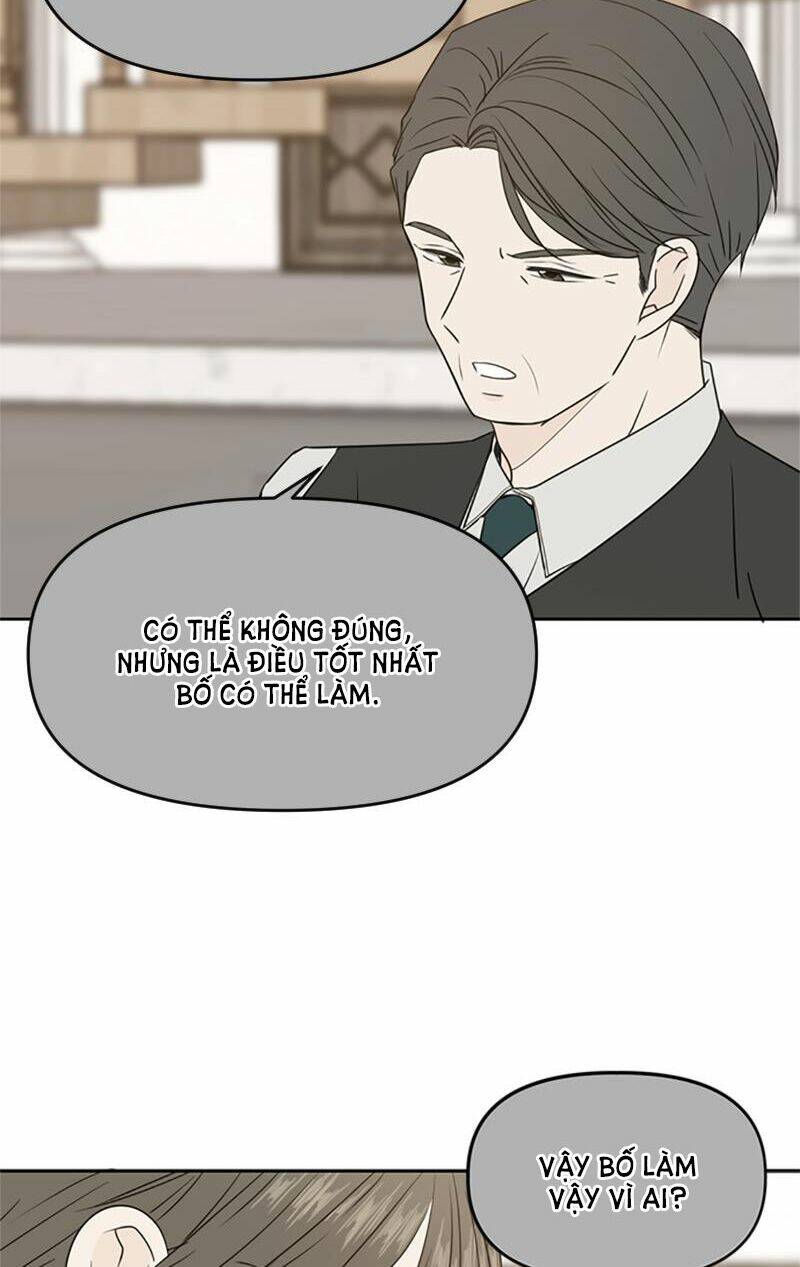 CÓ THỂ KHÔNG ĐÚNG,
NHƯNG LÀ ĐIỀU TỐT NHẤT
BỐ CÓ THỂ LÀM.
VẬY BỐ LÀM
VẬY VÌ AI?